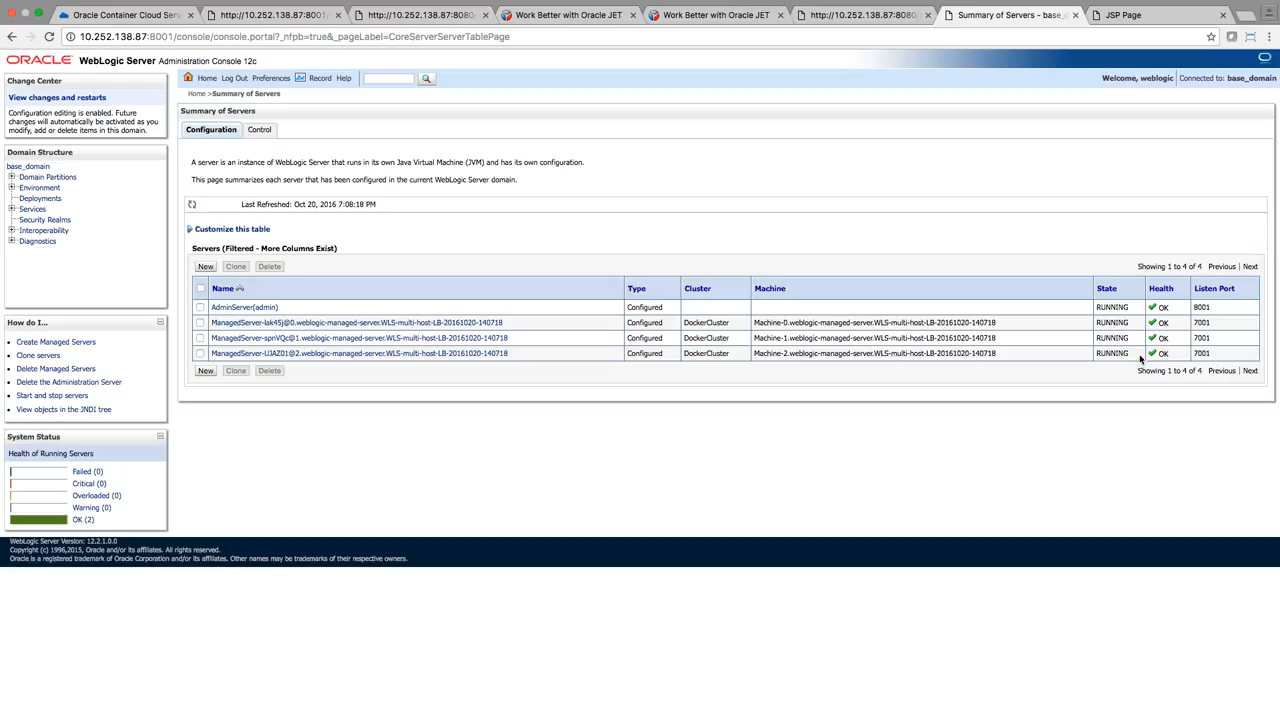 Oracle Container Cloud Serv
http://10.252.138.87:8001/
http://10.252.138.87:8080/
Work Better with Oracle JET
Work Better with Oracle JET
http://10.252.138.87:8080/
Summary of Servers - base_do
JSP Page
10.252.138.87:8001/console/console.portal?_nfpb=true&_pageLabel=CoreServerServerTablePage
ORACLE WebLogic Server Administration Console 12c
Change Center
View changes and restarts
Configuration editing is enabled. Future
changes will automatically be activated as you
modify, add or delete items in this domain.
Domain Structure
base_domain
Domain Partitions
Environment
Deployments
Services
Security Realms
Interoperability
Diagnostics
How do I...
Create Managed Servers
Clone servers
Delete Managed Servers
Delete the Administration Server
Start and stop servers
View objects in the JNDI tree
System Status
Health of Running Servers
Failed (0)
Critical (0)
Overloaded (0)
Warning (0)
OK (2)
Home Log Out Preferences Record Help
Welcome, weblogic Connected to: base_domain
Home >Summary of Servers
Summary of Servers
Configuration Control
A server is an instance of WebLogic Server that runs in its own Java Virtual Machine (JVM) and has its own configuration.
This page summarizes each server that has been configured in the current WebLogic Server domain.
Last Refreshed: Oct 20, 2016 7:08:18 PM
Customize this table
Servers (Filtered - More Columns Exist)
New Clone Delete Showing 1 to 4 of 4 Previous | Next
Name Type Cluster Machine State Health Listen Port
AdminServer(admin) Configured RUNNING OK 8001
ManagedServer-lak4Sj@0.weblogic-managed-server.WLS-multi-host-LB-20161020-140718 Configured DockerCluster Machine-0.weblogic-managed-server.WLS-multi-host-LB-20161020-140718 RUNNING OK 7001
ManagedServer-spnVQc@1.weblogic-managed-server.WLS-multi-host-LB-20161020-140718 Configured DockerCluster Machine-1.weblogic-managed-server.WLS-multi-host-LB-20161020-140718 RUNNING OK 7001
ManagedServer-UJAZ01@2.weblogic-managed-server.WLS-multi-host-LB-20161020-140718 Configured DockerCluster Machine-2.weblogic-managed-server.WLS-multi-host-LB-20161020-140718 RUNNING OK 7001
New Clone Delete Showing 1 to 4 of 4 Previous | Next
WebLogic Server Version: 12.2.1.0.0
Copyright (c) 1996,2015, Oracle and/or its affiliates. All rights reserved.
Oracle is a registered trademark of Oracle Corporation and/or its affiliates. Other names may be trademarks of their respective owners.